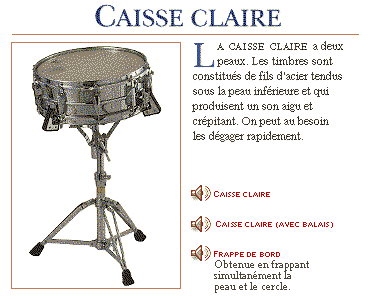 CAISSE CLAIRE
LA CAISSE CLAIRE a deux
peaux. Les timbres sont
constitués de fils d'acier tendus
sous la peau inférieure et qui
produisent un son aigu et
crépitant. On peut au besoin
les dégager rapidement.
CAISSE CLAIRE
CAISSE CLAIRE (AVEC BALAIS)
FRAPPE DE BORD
Obtenue en frappant
simultanément la
peau et le cercle.